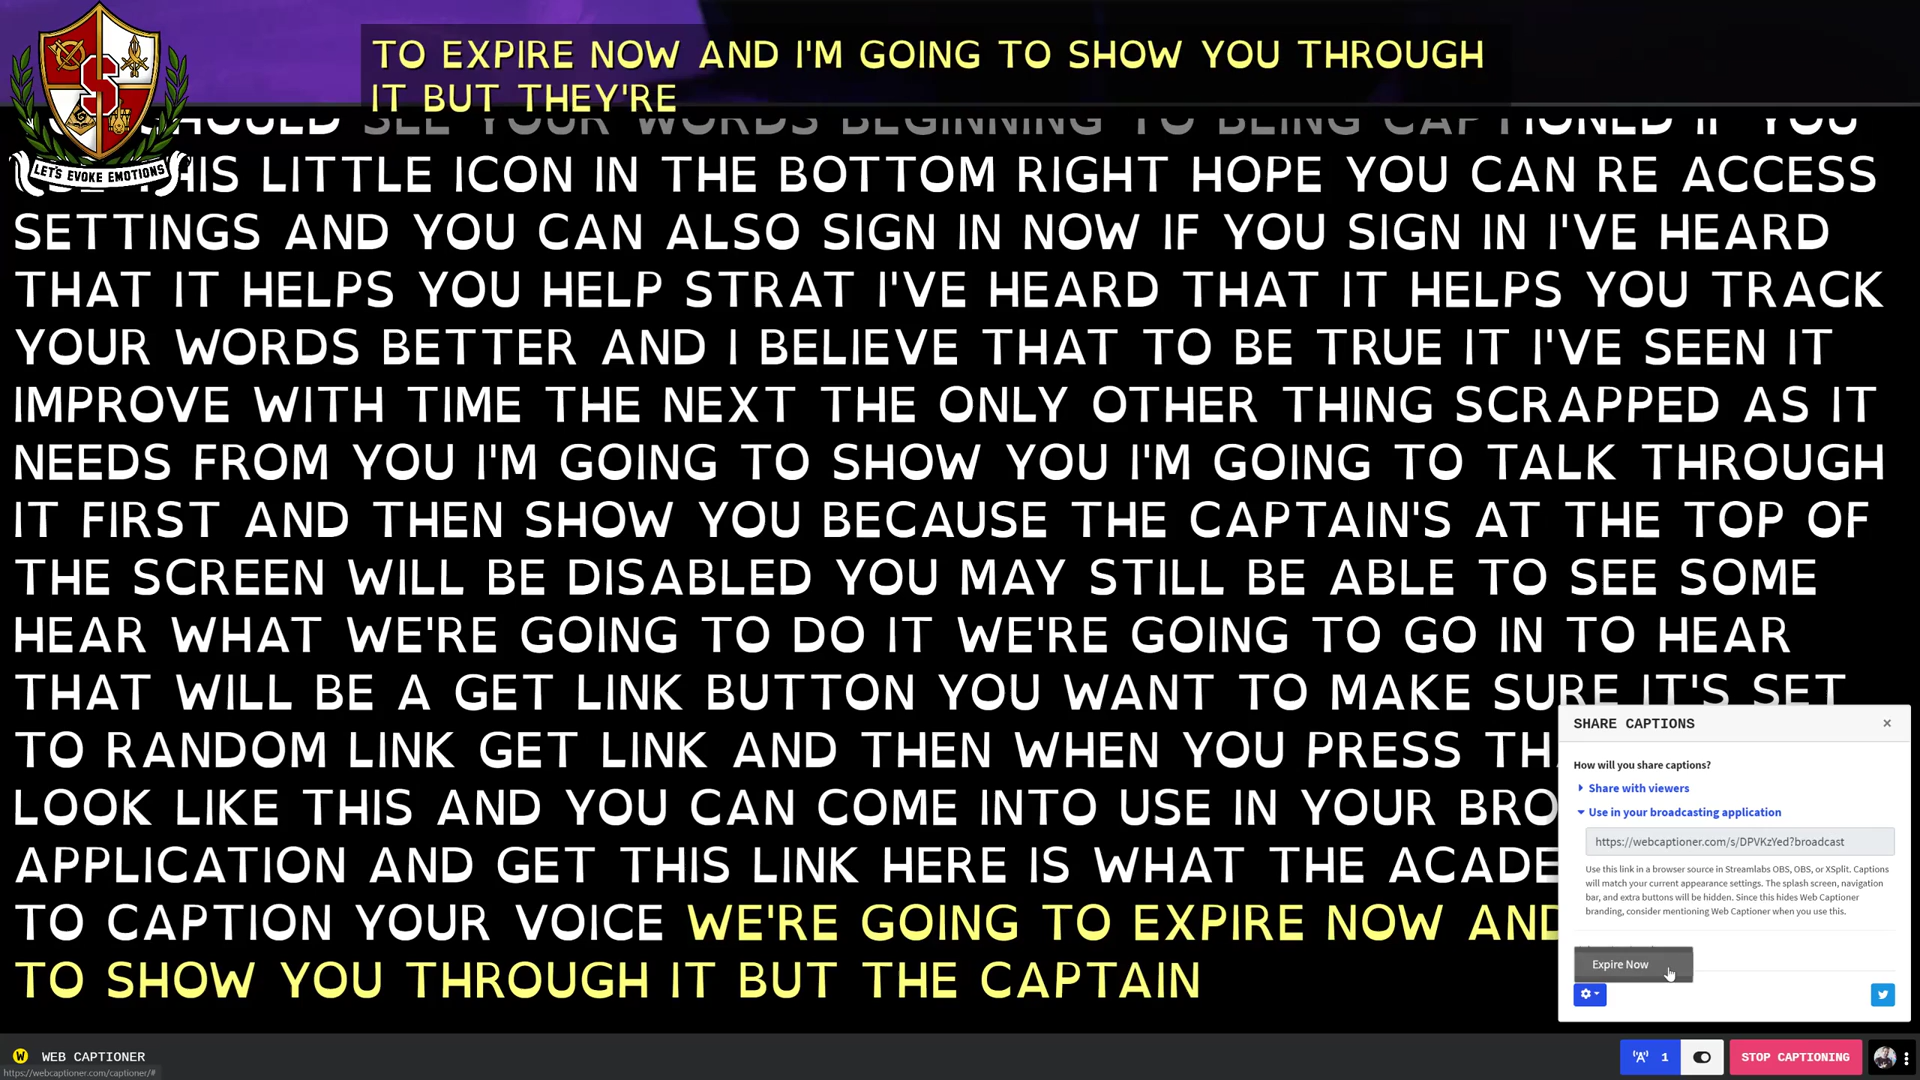 TO EXPIRE NOW AND I'M GOING TO SHOW YOU THROUGH
IT BUT THEY'RE
S
LET'S EVOKE EMOTIONS
SHOULD SEE YOUR WORDS BEGINNING TO BEING CAPTIONED IF YOU
THIS LITTLE ICON IN THE BOTTOM RIGHT HOPE YOU CAN RE ACCESS
SETTINGS AND YOU CAN ALSO SIGN IN NOW IF YOU SIGN IN I'VE HEARD
THAT IT HELPS YOU HELP STRAT I'VE HEARD THAT IT HELPS YOU TRACK
YOUR WORDS BETTER AND I BELIEVE THAT TO BE TRUE IT I'VE SEEN IT
IMPROVE WITH TIME THE NEXT THE ONLY OTHER THING SCRAPPED AS IT
NEEDS FROM YOU I'M GOING TO SHOW YOU I'M GOING TO TALK THROUGH
IT FIRST AND THEN SHOW YOU BECAUSE THE CAPTAIN'S AT THE TOP OF
THE SCREEN WILL BE DISABLED YOU MAY STILL BE ABLE TO SEE SOME
HEAR WHAT WE'RE GOING TO DO IT WE'RE GOING TO GO IN TO HEAR
THAT WILL BE A GET LINK BUTTON YOU WANT TO MAKE SURE IT'S SET
TO RANDOM LINK GET LINK AND THEN WHEN YOU PRESS
LOOK LIKE THIS AND YOU CAN COME INTO USE IN YOUR
APPLICATION AND GET THIS LINK HERE IS WHAT THE
TO CAPTION YOUR VOICE WE'RE GOING TO EXPIRE NOW AND
TO SHOW YOU THROUGH IT BUT THE CAPTAIN
SHARE CAPTIONS ×
How will you share captions?
Share with viewers
Use in your broadcasting application
https://webcaptioner.com/s/DPVKzYed?broadcast
Use this link in a browser source in Streamlabs OBS, OBS, or XSplit. Captions
will match your current appearance settings. The splash screen, navigation
bar, and extra buttons will be hidden. Since this hides Web Captioner
branding, consider mentioning Web Captioner when you use this.
Expire Now
W WEB CAPTIONER
1
STOP CAPTIONING
https://webcaptioner.com/captioner/#